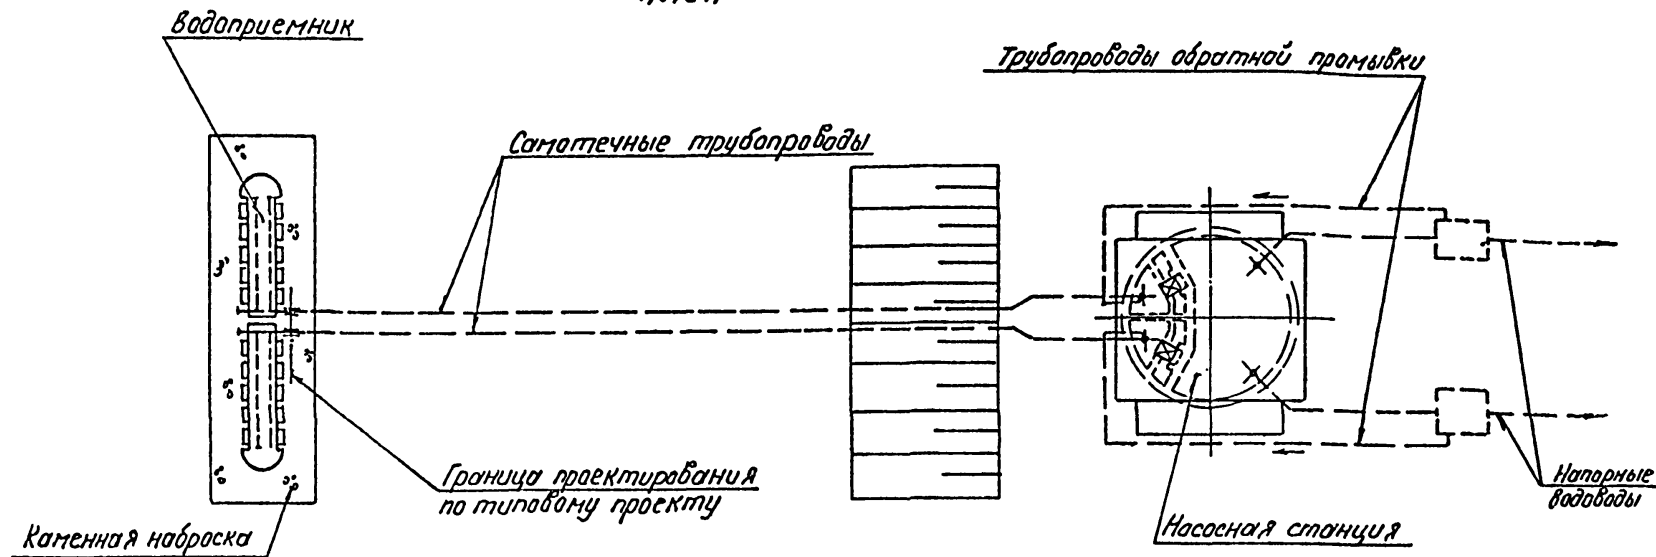 Водоприемник
Трубопроводы обратной промывки
Самотечные трубопроводы
Граница проектирования
по типовому проекту
Напорные
водоводы
Каменная наброска
Насосная станция